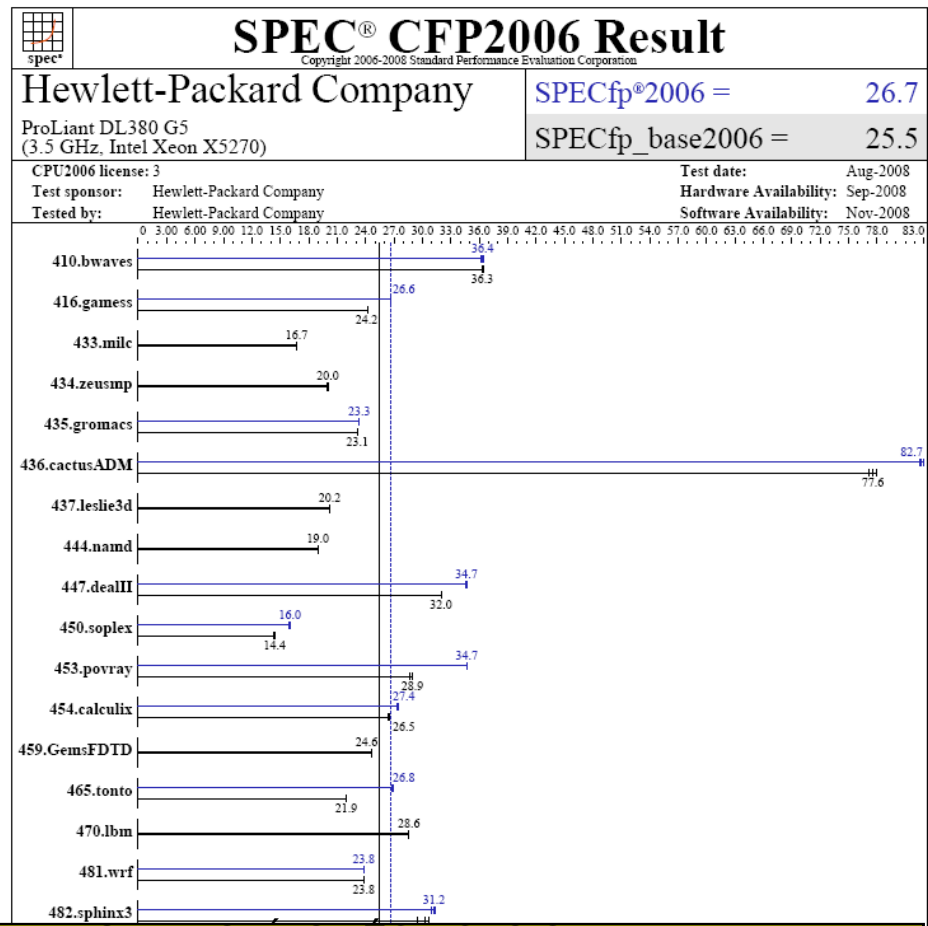 spec®
SPEC® CFP2006 Result
Copyright 2006-2008 Standard Performance Evaluation Corporation
Hewlett-Packard Company
ProLiant DL380 G5
(3.5 GHz, Intel Xeon X5270)
SPECfp®2006 = 26.7
SPECfp_base2006 = 25.5
CPU2006 license: 3
Test sponsor: Hewlett-Packard Company
Tested by: Hewlett-Packard Company
Test date: Aug-2008
Hardware Availability: Sep-2008
Software Availability: Nov-2008
0 3.00 6.00 9.00 12.0 15.0 18.0 21.0 24.0 27.0 30.0 33.0 36.0 39.0 42.0 45.0 48.0 51.0 54.0 57.0 60.0 63.0 66.0 69.0 72.0 75.0 78.0 83.0
410.bwaves
36.4
36.3
416.gamess
26.6
24.2
433.milc
16.7
434.zeusmp
20.0
435.gromacs
23.3
23.1
436.cactusADM
82.7
77.6
437.leslie3d
20.2
444.namd
19.0
447.dealII
34.7
32.0
450.soplex
16.0
14.4
453.povray
34.7
28.9
454.calculix
27.4
26.5
459.GemsFDTD
24.6
465.tonto
26.8
21.9
470.lbm
28.6
481.wrf
23.8
23.8
482.sphinx3
31.2